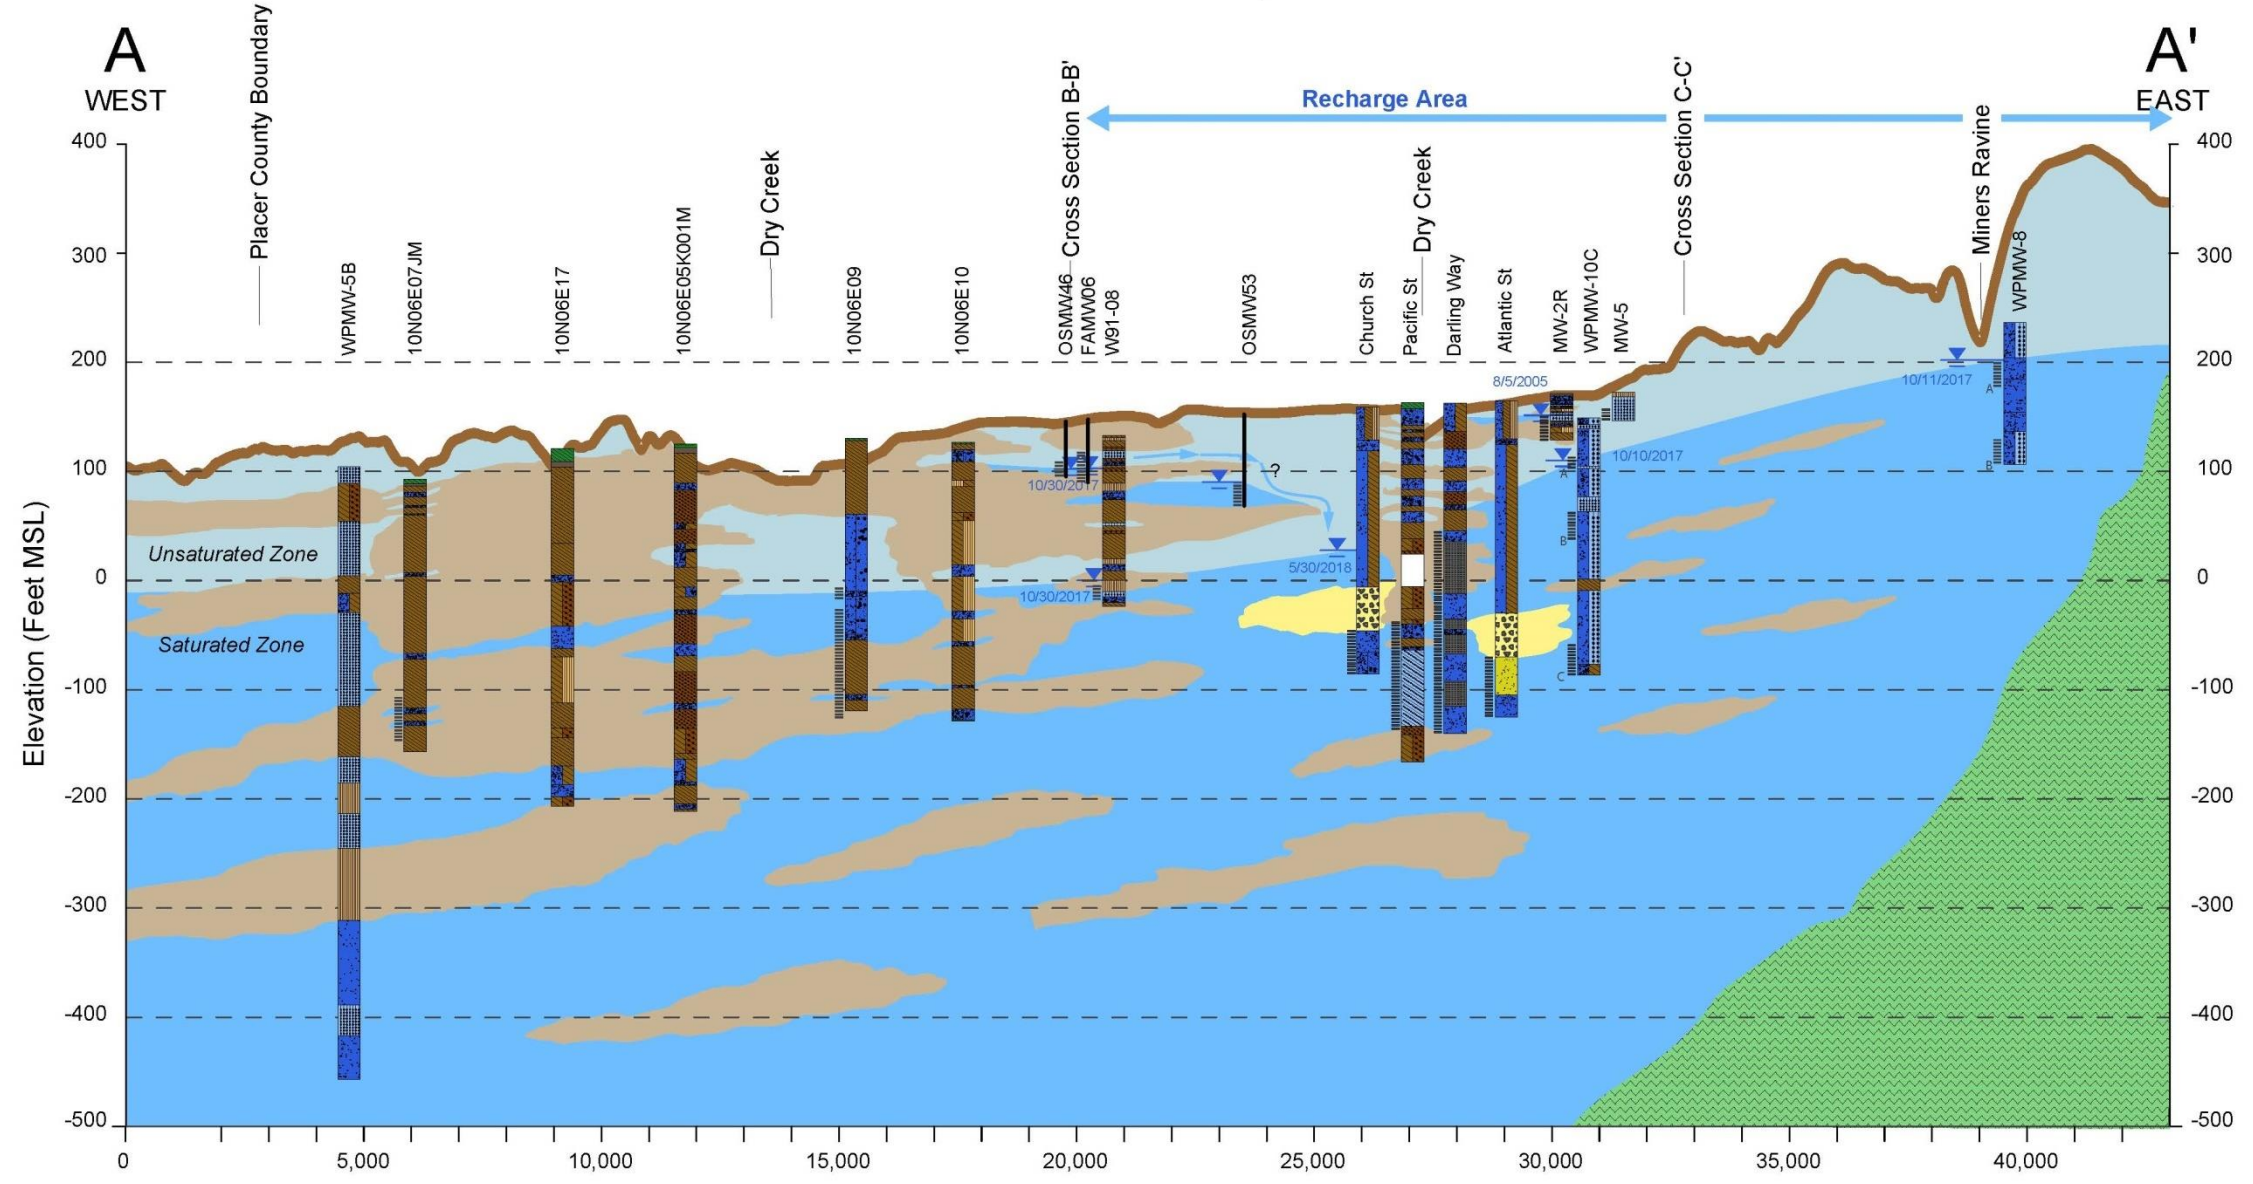 A
WEST
A'
EAST
Recharge Area
Placer County Boundary
Dry Creek
Cross Section B-B'
Dry Creek
Cross Section C-C'
Miners Ravine
WPMW-5B
10N06E07JM
10N06E17
10N06E05K001M
10N06E09
10N06E10
OSMW46
FAMW06
W91-08
OSMW53
Church St
Pacific St
Darling Way
Atlantic St
MW-2R
WPMW-10C
MW-5
WPMW-8
Elevation (Feet MSL)
400
300
200
100
0
-100
-200
-300
-400
-500
400
300
200
100
0
-100
-200
-300
-400
-500
8/5/2005
10/11/2017
10/10/2017
10/30/2017
5/30/2018
10/30/2017
?
A
B
A
B
C
Unsaturated Zone
Saturated Zone
0
5,000
10,000
15,000
20,000
25,000
30,000
35,000
40,000